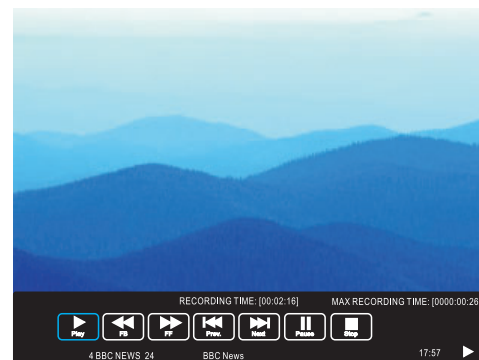 RECORDING TIME: [00:02:16] MAX RECORDING TIME: [0000:00:26
Play FB FF Prev. Next Pause Stop
4 BBC NEWS 24 BBC News 17:57